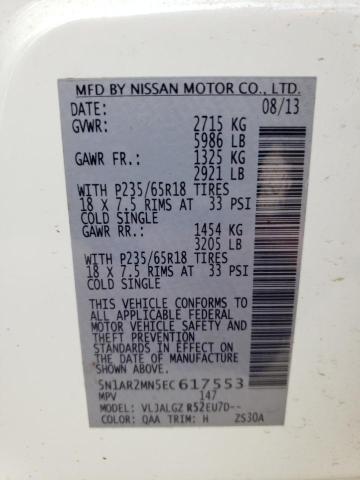 MFD BY NISSAN MOTOR CO., LTD.
DATE: 08/13
GVWR: 2715 KG
5986 LB
GAWR FR.: 1325 KG
2921 LB
WITH P235/65R18 TIRES
18 X 7.5 RIMS AT 33 PSI
COLD SINGLE
GAWR RR.: 1454 KG
3205 LB
WITH P235/65R18 TIRES
18 X 7.5 RIMS AT 33 PSI
COLD SINGLE
THIS VEHICLE CONFORMS TO
ALL APPLICABLE FEDERAL
MOTOR VEHICLE SAFETY
STANDARDS IN EFFECT ON
THE DATE OF MANUFACTURE
SHOWN ABOVE.
5N1AR2MN5EC617553
MPV 147
MODEL: VLJALGZ R52EU7D--
COLOR: QAA TRIM: H ZS30A